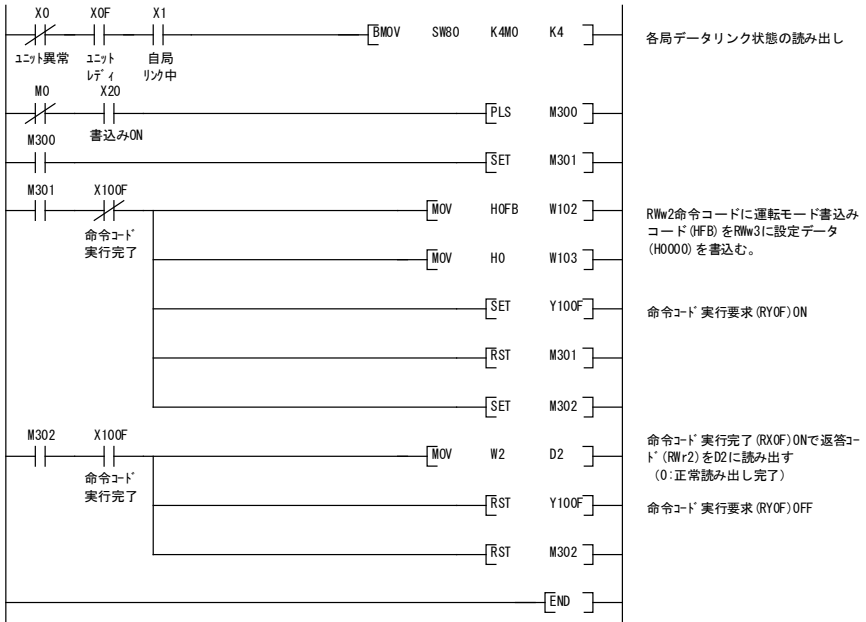 X0 X0F X1
BMOV SW80 K4M0 K4
各局データリンク状態の読み出し
ユニット異常 ユニットレディ 自局リンク中
M0 X20
PLS M300
書込みON
M300
SET M301
M301 X100F
MOV H0FB W102
RWw2命令コードに運転モード書込み
コード(HFB)をRWw3に設定データ
(H0000)を書込む。
命令コード
実行完了
MOV H0 W103
SET Y100F
命令コード実行要求(RY0F)ON
RST M301
SET M302
M302 X100F
MOV W2 D2
命令コード実行完了(RX0F)ONで返答コー
ド(RWr2)をD2に読み出す
(0:正常読み出し完了)
命令コード
実行完了
RST Y100F
命令コード実行要求(RY0F)OFF
RST M302
END